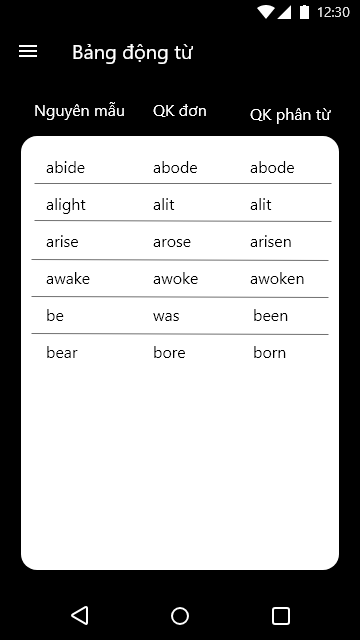 12:30
Bảng động từ
Nguyên mẫu QK đơn QK phân từ
abide abode abode
alight alit alit
arise arose arisen
awake awoke awoken
be was been
bear bore born